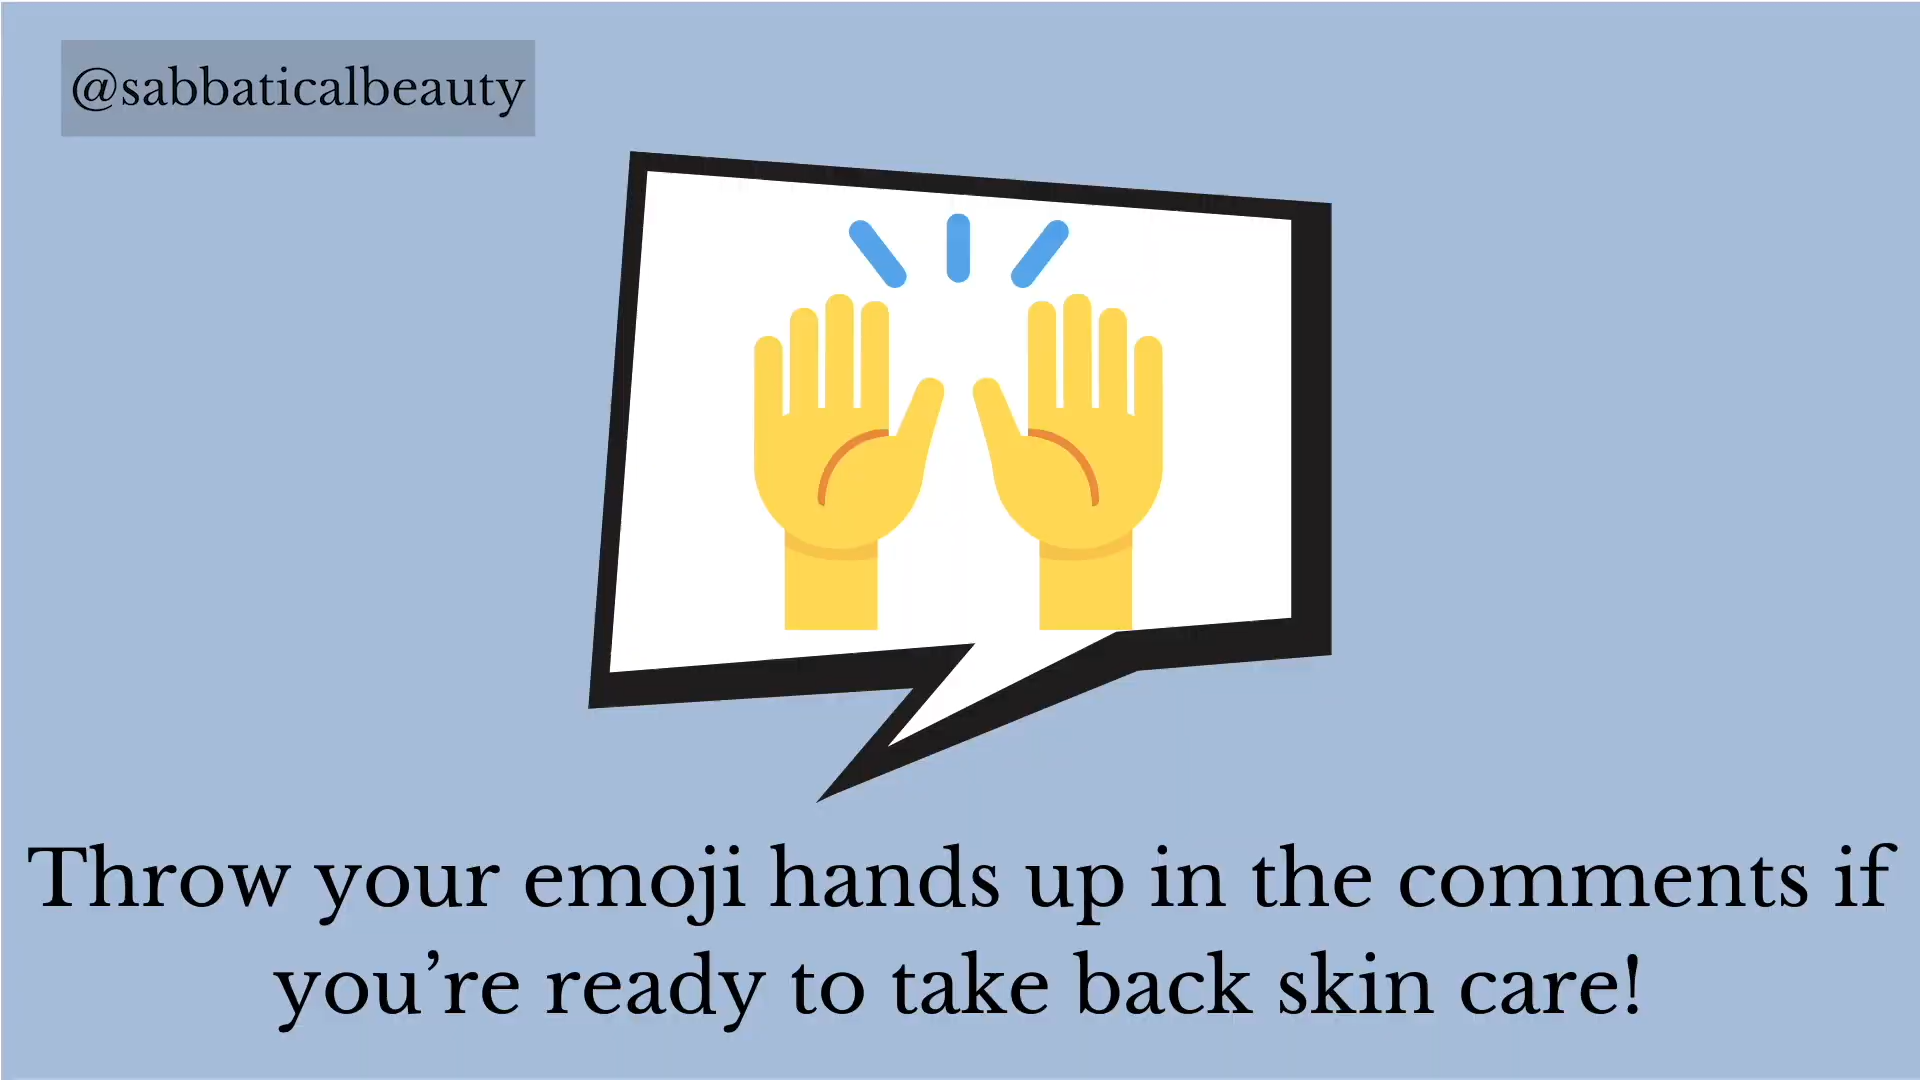 @sabbaticalbeauty
Throw your emoji hands up in the comments if
you’re ready to take back skin care!